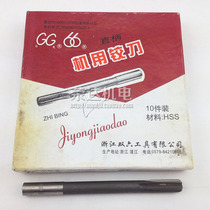 GG® 66® 直柄
机用铰刀
ZHI BING
Jiyongjiaodao
10件装
材料:HSS
浙江双六工具有限公司